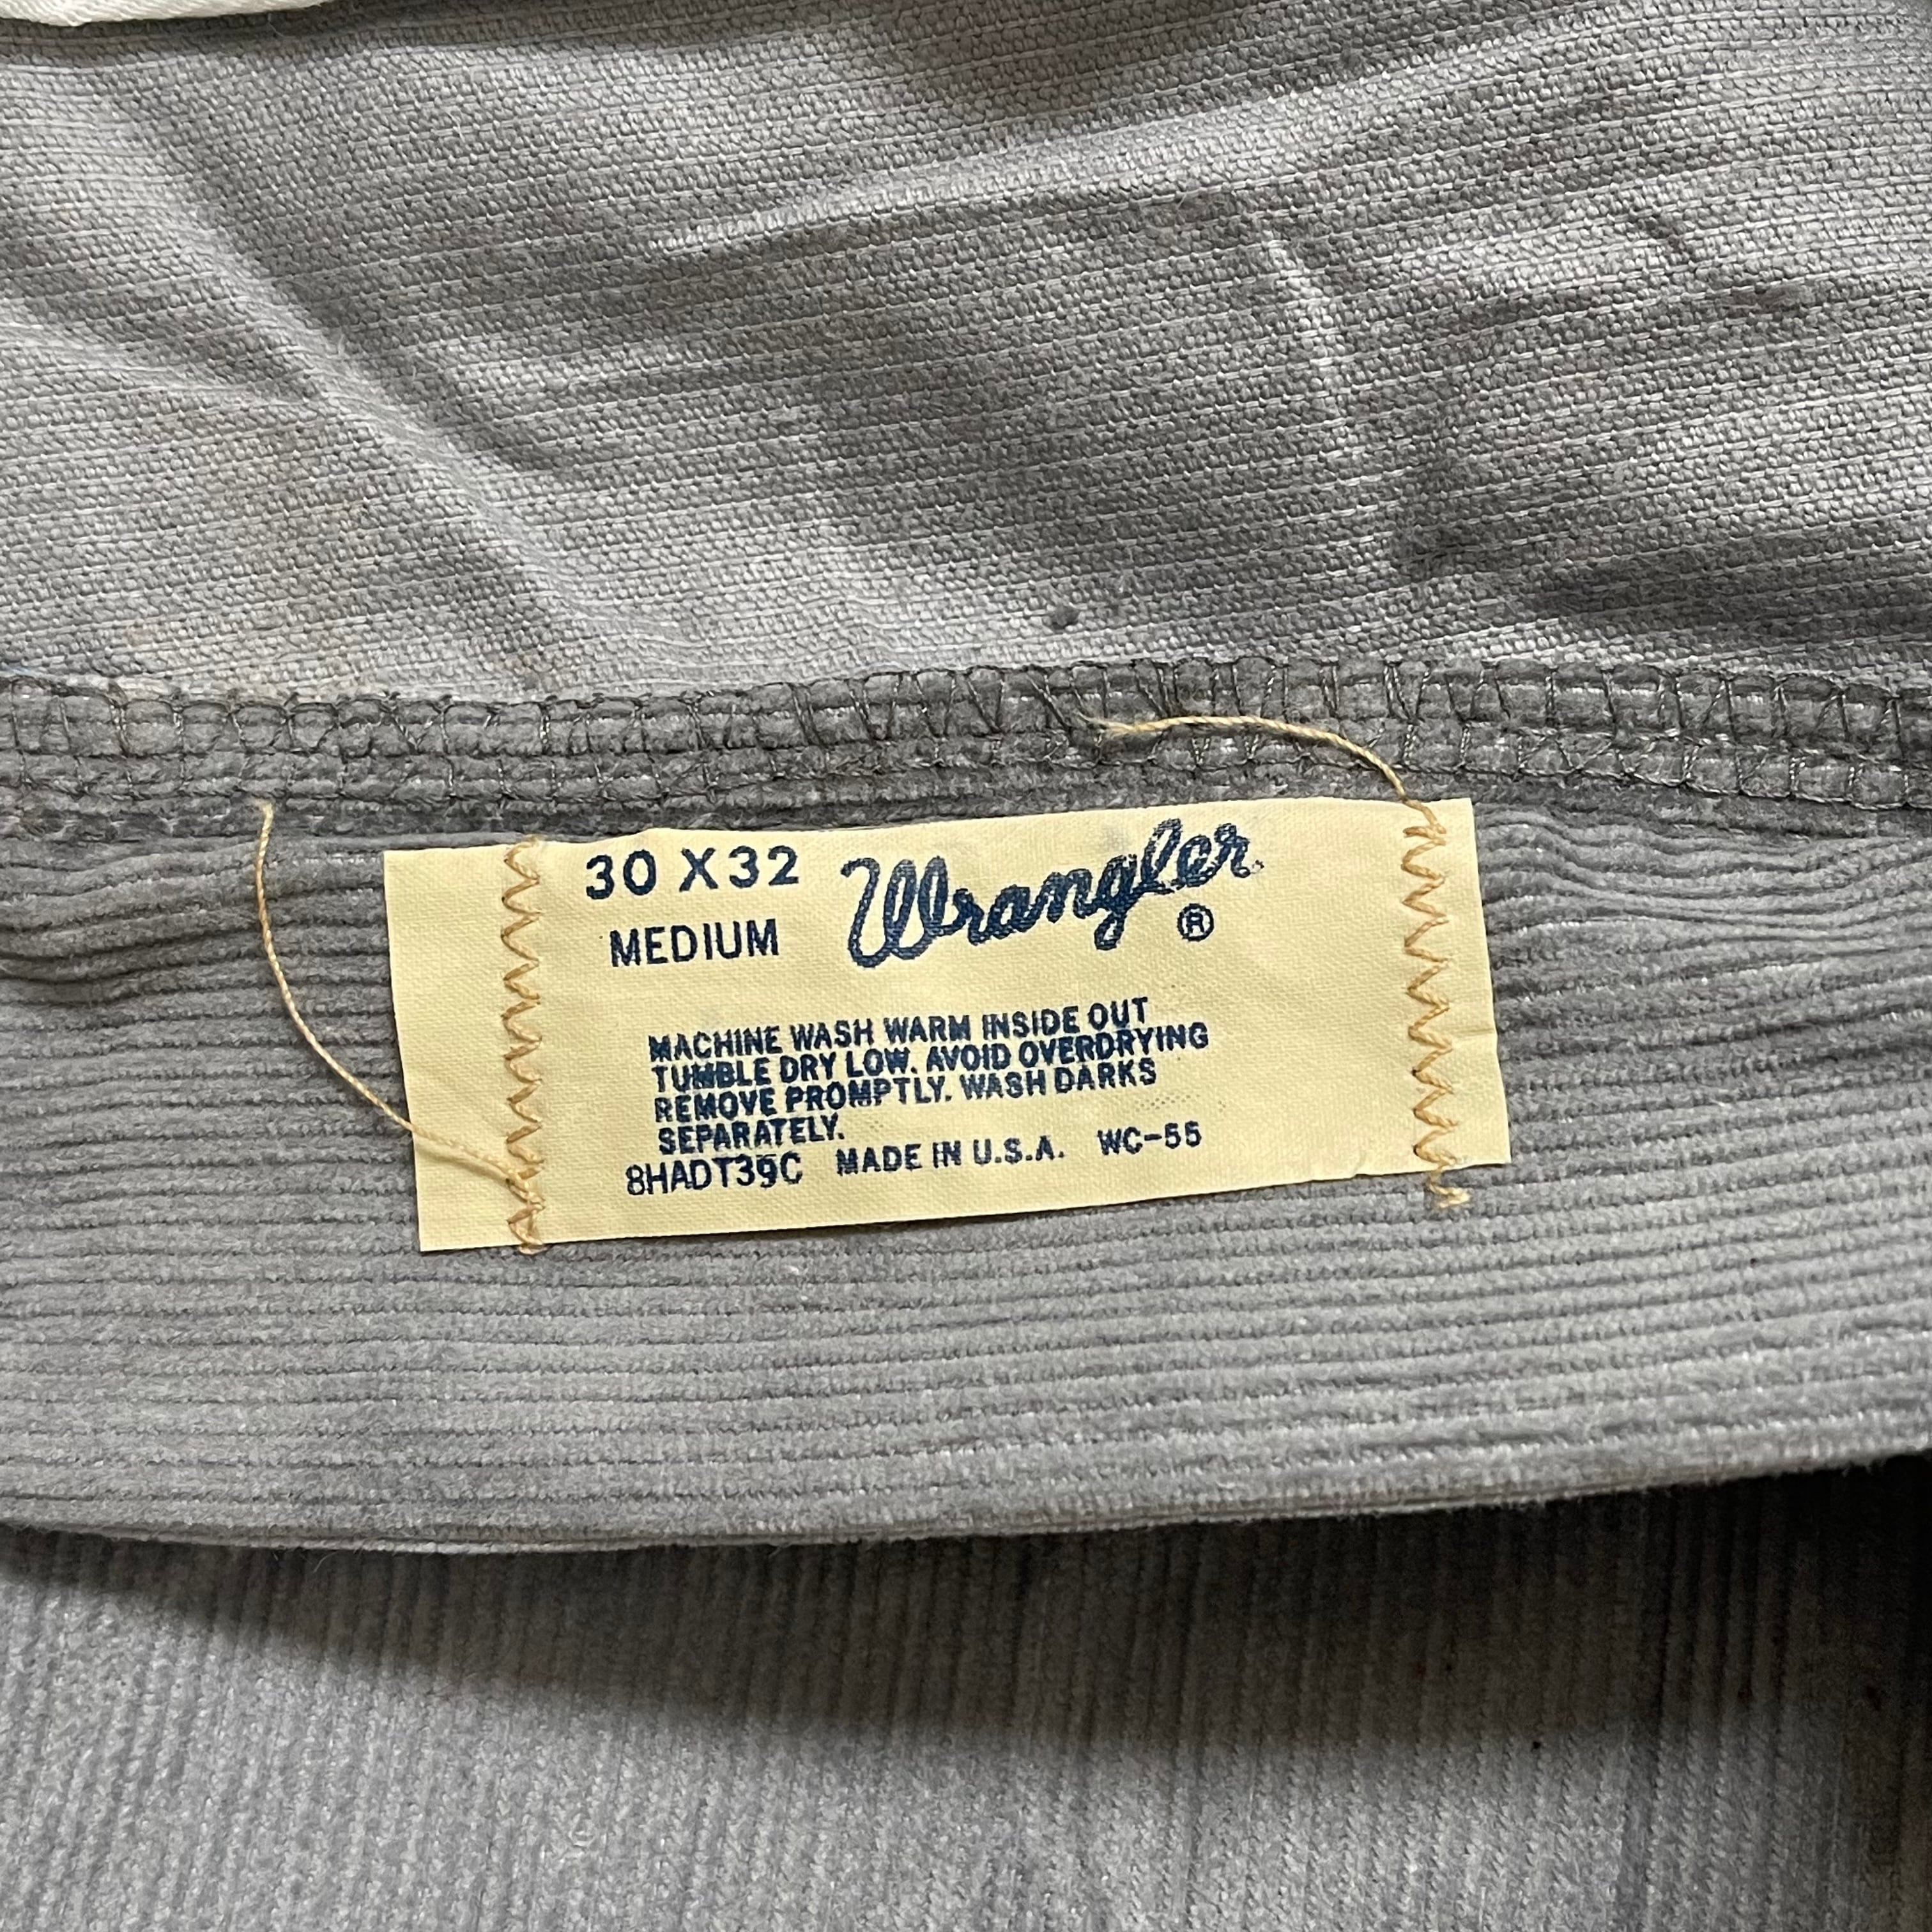 30 X 32 Wrangler ®
MEDIUM
MACHINE WASH WARM INSIDE OUT
TUMBLE DRY LOW. AVOID OVERDRYING
REMOVE PROMPTLY. WASH DARKS
SEPARATELY.
8HADT39C MADE IN U.S.A. WC-55